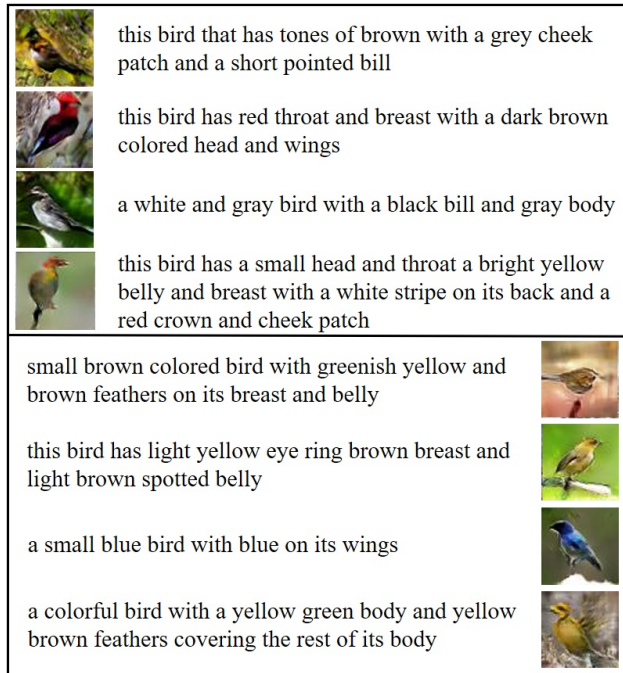 this bird that has tones of brown with a grey cheek
patch and a short pointed bill
this bird has red throat and breast with a dark brown
colored head and wings
a white and gray bird with a black bill and gray body
this bird has a small head and throat a bright yellow
belly and breast with a white stripe on its back and a
red crown and cheek patch
small brown colored bird with greenish yellow and
brown feathers on its breast and belly
this bird has light yellow eye ring brown breast and
light brown spotted belly
a small blue bird with blue on its wings
a colorful bird with a yellow green body and yellow
brown feathers covering the rest of its body